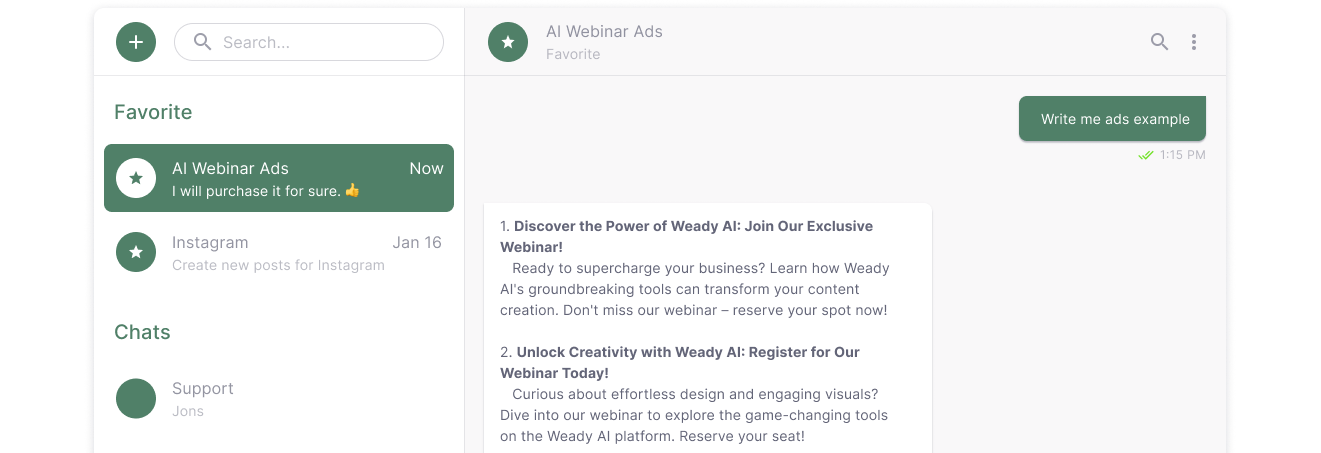 Search...
AI Webinar Ads
Favorite
Favorite
AI Webinar Ads
Now
I will purchase it for sure. 👍
Instagram
Jan 16
Create new posts for Instagram
Chats
Support
Jons
Write me ads example
1:15 PM
1. Discover the Power of Weady AI: Join Our Exclusive
Webinar!
Ready to supercharge your business? Learn how Weady
AI's groundbreaking tools can transform your content
creation. Don't miss our webinar – reserve your spot now!
2. Unlock Creativity with Weady AI: Register for Our
Webinar Today!
Curious about effortless design and engaging visuals?
Dive into our webinar to explore the game-changing tools
on the Weady AI platform. Reserve your seat!